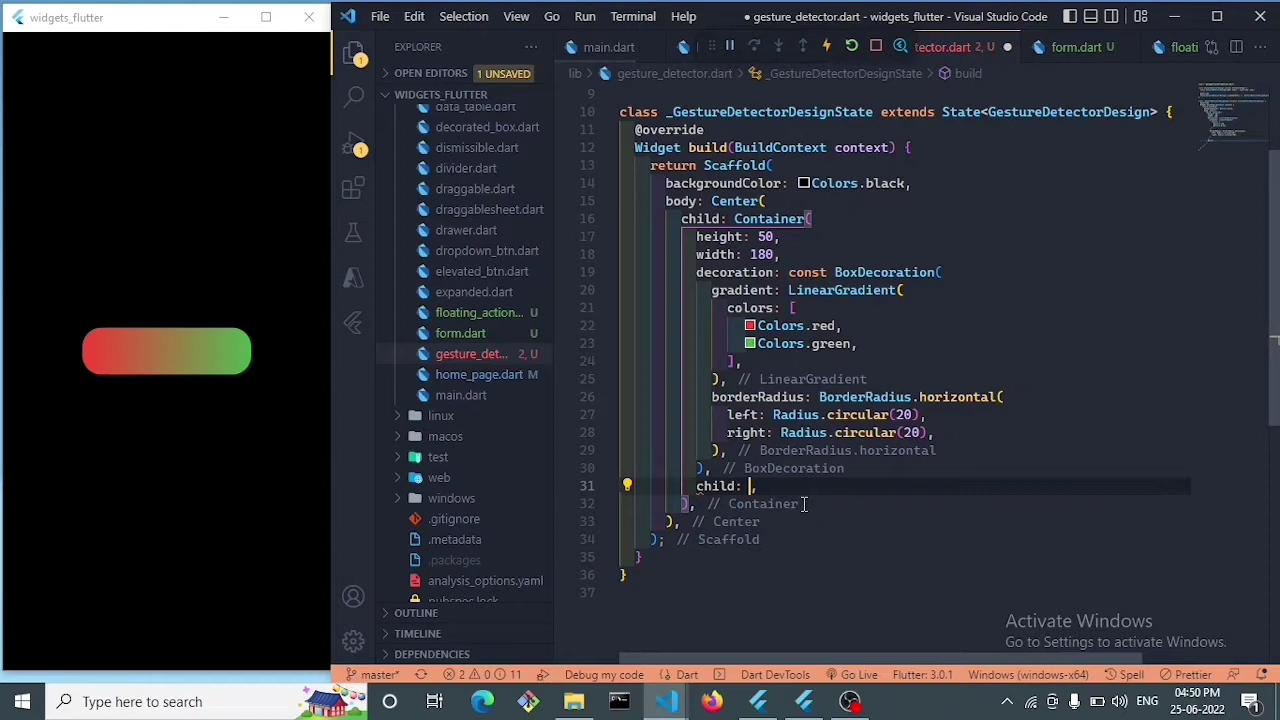 widgets_flutter
File Edit Selection View Go Run Terminal Help
● gesture_detector.dart - widgets_flutter - Visual Studio Code
EXPLORER
main.dart
tector.dart 2, U
form.dart U
floati
OPEN EDITORS 1 UNSAVED
lib > gesture_detector.dart > _GestureDetectorDesignState > build
WIDGETS_FLUTTER
data_table.dart
decorated_box.dart
dismissible.dart
divider.dart
draggable.dart
draggablesheet.dart
drawer.dart
dropdown_btn.dart
elevated_btn.dart
expanded.dart
floating_action... U
form.dart U
gesture_det... 2, U
home_page.dart M
main.dart
linux
macos
test
web
windows
.gitignore
.metadata
.packages
analysis_options.yaml
pubspec.lock
OUTLINE
TIMELINE
DEPENDENCIES
9
10 class _GestureDetectorDesignState extends State<GestureDetectorDesign> {
11 @override
12 Widget build(BuildContext context) {
13 return Scaffold(
14 backgroundColor: Colors.black,
15 body: Center(
16 child: Container(
17 height: 50,
18 width: 180,
19 decoration: const BoxDecoration(
20 gradient: LinearGradient(
21 colors: [
22 Colors.red,
23 Colors.green,
24 ],
25 ), // LinearGradient
26 borderRadius: BorderRadius.horizontal(
27 left: Radius.circular(20),
28 right: Radius.circular(20),
29 ), // BorderRadius.horizontal
30 ), // BoxDecoration
31 child: ,
32 ), // Container
33 ), // Center
34 ); // Scaffold
35 }
36 }
37
Activate Windows
Go to Settings to activate Windows.
master* 2 0 11 Debug my code Dart Dart DevTools Go Live Flutter: 3.0.1 Windows (windows-x64) Spell Prettier
Type here to search
ENG
04:50 PM
25-06-2022
1